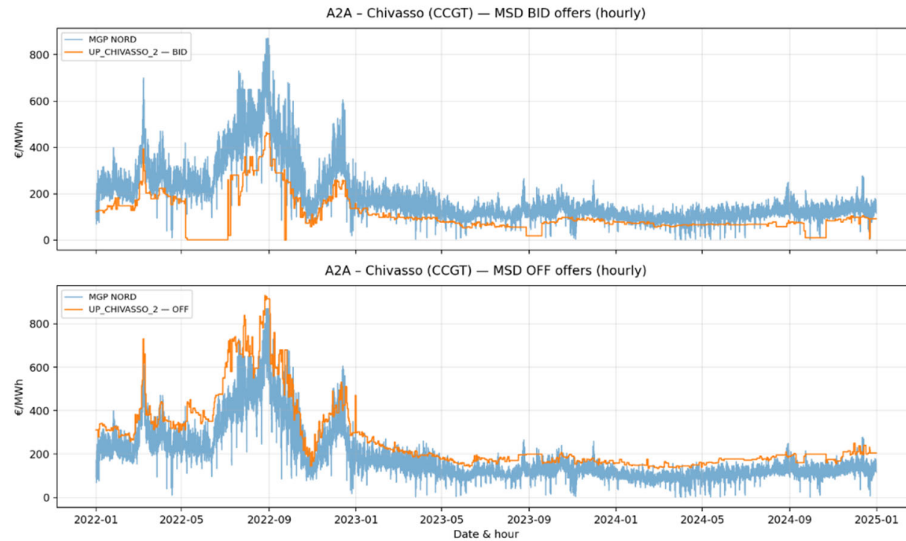 A2A – Chivasso (CCGT) — MSD BID offers (hourly)
MGP NORD
UP_CHIVASSO_2 — BID
800
600
€/MWh
400
200
0
A2A – Chivasso (CCGT) — MSD OFF offers (hourly)
MGP NORD
UP_CHIVASSO_2 — OFF
800
600
€/MWh
400
200
0
2022-01 2022-05 2022-09 2023-01 2023-05 2023-09 2024-01 2024-05 2024-09 2025-01
Date & hour